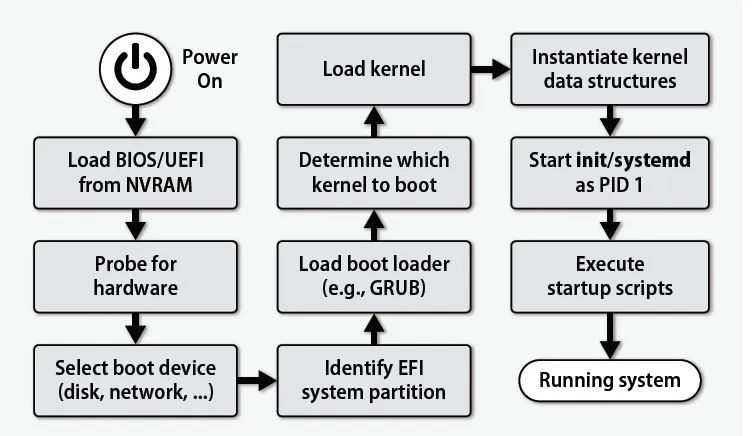 Power
On
Load BIOS/UEFI
from NVRAM
Probe for
hardware
Select boot device
(disk, network, ...)
Identify EFI
system partition
Load boot loader
(e.g., GRUB)
Determine which
kernel to boot
Load kernel
Instantiate kernel
data structures
Start init/systemd
as PID 1
Execute
startup scripts
Running system